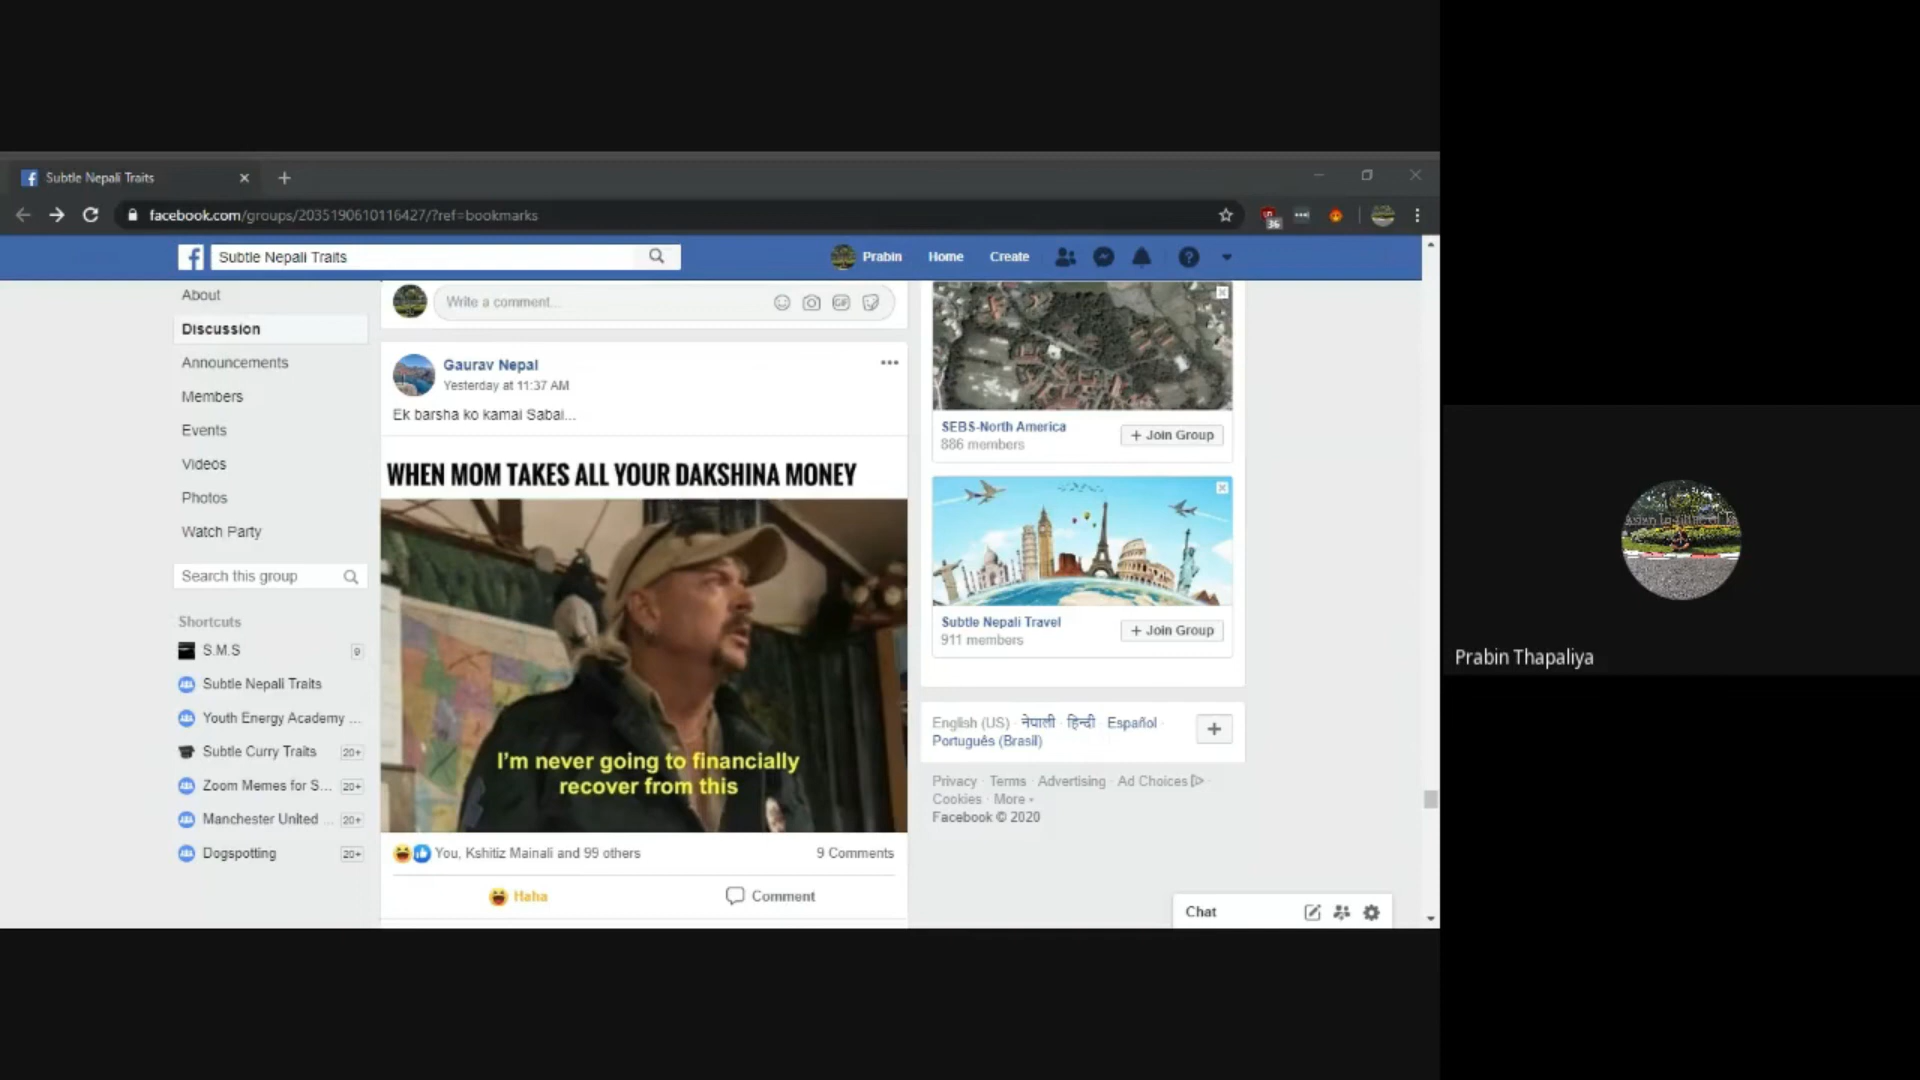 Subtle Nepali Traits
facebook.com/groups/2035190610116427/?ref=bookmarks
36
Subtle Nepali Traits
Prabin
Home
Create
About
Discussion
Announcements
Members
Events
Videos
Photos
Watch Party
Search this group
Shortcuts
S.M.S
9
Subtle Nepali Traits
Youth Energy Academy ...
Subtle Curry Traits
20+
Zoom Memes for S...
20+
Manchester United ...
20+
Dogspotting
20+
Write a comment...
GIF
Gaurav Nepal
Yesterday at 11:37 AM
Ek barsha ko kamai Sabai...
WHEN MOM TAKES ALL YOUR DAKSHINA MONEY
I'm never going to financially
recover from this
You, Kshitiz Mainali and 99 others
9 Comments
Haha
Comment
SEBS-North America
886 members
+ Join Group
Subtle Nepali Travel
911 members
+ Join Group
English (US) · नेपाली · हिन्दी · Español ·
Português (Brasil)
Privacy · Terms · Advertising · Ad Choices ·
Cookies · More
Facebook © 2020
Chat
Prabin Thapaliya